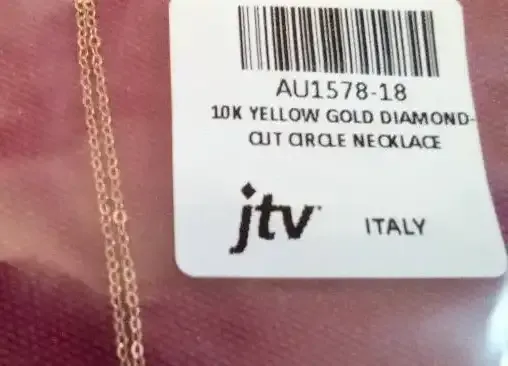 AU1578-18
10K YELLOW GOLD DIAMOND-
CUT CIRCLE NECKLACE
jtv
ITALY